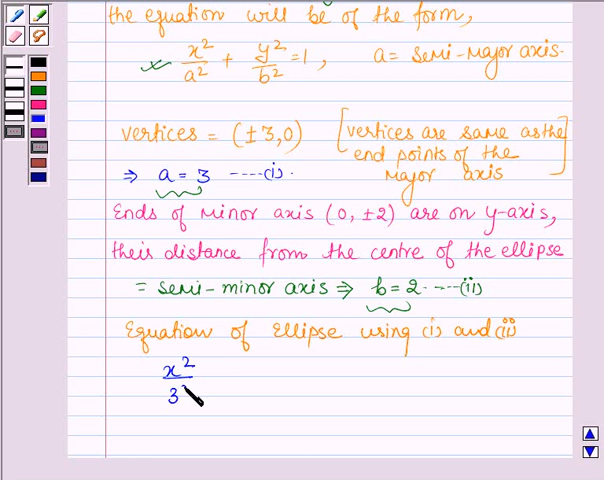 the equation will be of the form,
x²/a² + y²/b² = 1, a = semi-major axis.
vertices = (±3,0) [vertices are same as the
end points of the
major axis]
⇒ a = 3 ----(i).
Ends of minor axis (0, ±2) are on y-axis,
their distance from the centre of the ellipse
= semi-minor axis ⇒ b = 2. ---(ii)
Equation of Ellipse using (i) and (ii)
x²/3